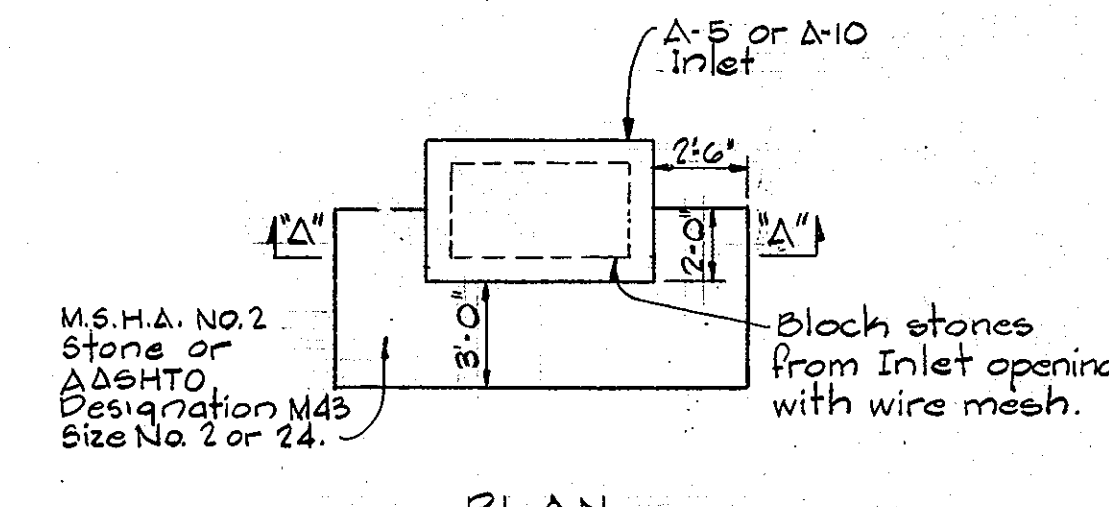 A-5 or A-10
Inlet
2'-6"
"A"
"A"
2'-0"
3'-0"
M.S.H.A. NO. 2
Stone or
AASHTO
Designation M43
Size No. 2 or 24.
Block stones
from Inlet opening
with wire mesh.
PLAN